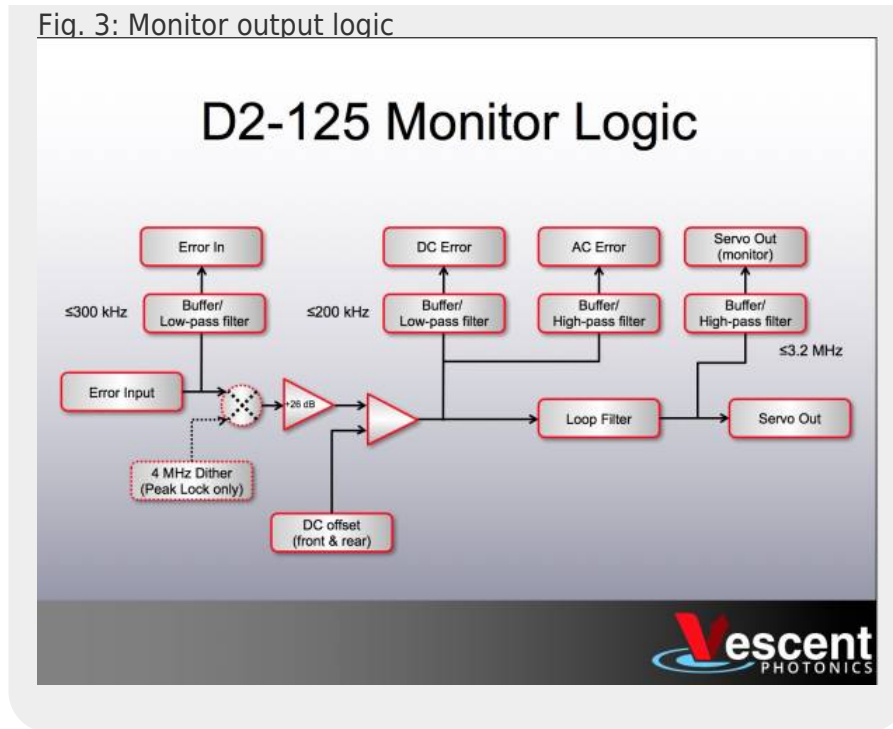 Fig. 3: Monitor output logic
D2-125 Monitor Logic
Error In
DC Error
AC Error
Servo Out
(monitor)
≤300 kHz
Buffer/
Low-pass filter
≤200 kHz
Buffer/
Low-pass filter
Buffer/
High-pass filter
Buffer/
High-pass filter
≤3.2 MHz
Error Input
+26 dB
Loop Filter
Servo Out
4 MHz Dither
(Peak Lock only)
DC offset
(front & rear)
Vescent
PHOTONICS